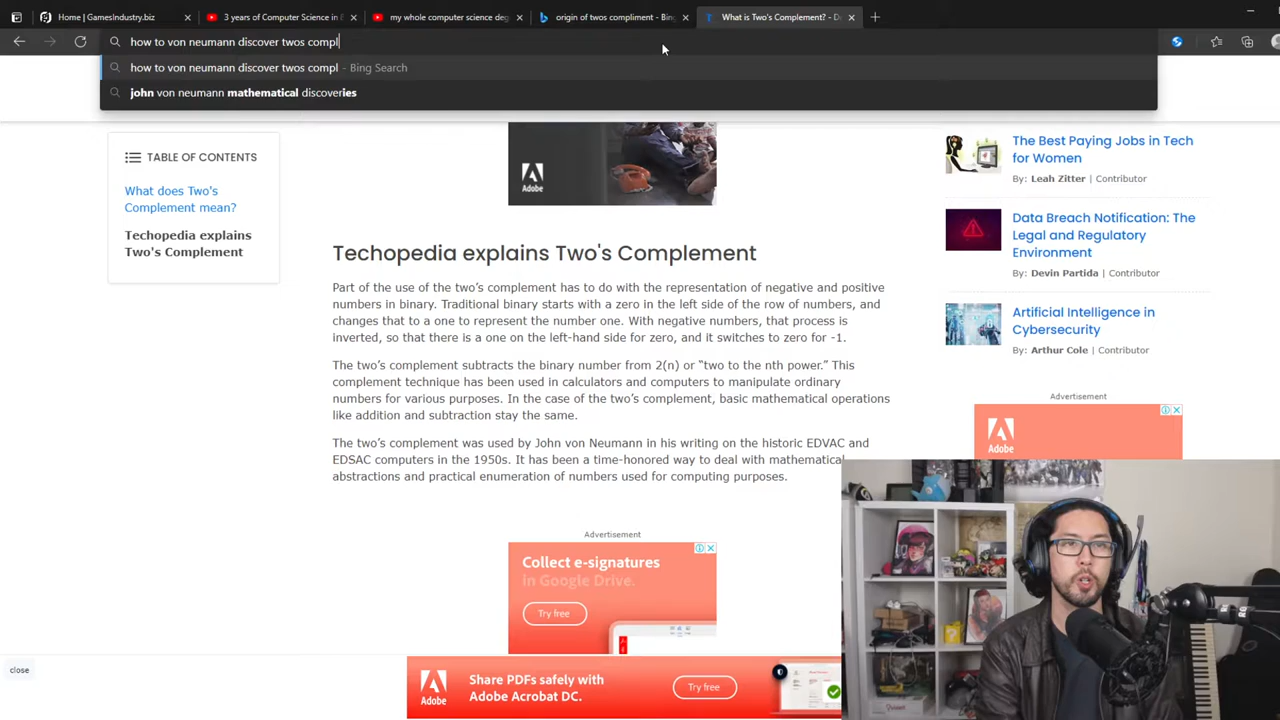 Home | GamesIndustry.biz
3 years of Computer Science in 8
my whole computer science deg
origin of twos compliment - Bing
What is Two's Complement? - De
how to von neumann discover twos compl
how to von neumann discover twos compl - Bing Search
john von neumann mathematical discoveries
TABLE OF CONTENTS
What does Two's
Complement mean?
Techopedia explains
Two's Complement
Adobe
Techopedia explains Two's Complement
Part of the use of the two’s complement has to do with the representation of negative and positive
numbers in binary. Traditional binary starts with a zero in the left side of the row of numbers, and
changes that to a one to represent the number one. With negative numbers, that process is
inverted, so that there is a one on the left-hand side for zero, and it switches to zero for -1.
The two’s complement subtracts the binary number from 2(n) or “two to the nth power.” This
complement technique has been used in calculators and computers to manipulate ordinary
numbers for various purposes. In the case of the two’s complement, basic mathematical operations
like addition and subtraction stay the same.
The two’s complement was used by John von Neumann in his writing on the historic EDVAC and
EDSAC computers in the 1950s. It has been a time-honored way to deal with mathematical
abstractions and practical enumeration of numbers used for computing purposes.
Advertisement
Collect e-signatures
in Google Drive.
Try free
The Best Paying Jobs in Tech
for Women
By: Leah Zitter | Contributor
Data Breach Notification: The
Legal and Regulatory
Environment
By: Devin Partida | Contributor
Artificial Intelligence in
Cybersecurity
By: Arthur Cole | Contributor
Advertisement
Adobe
close
Adobe
Share PDFs safely with
Adobe Acrobat DC.
Try free